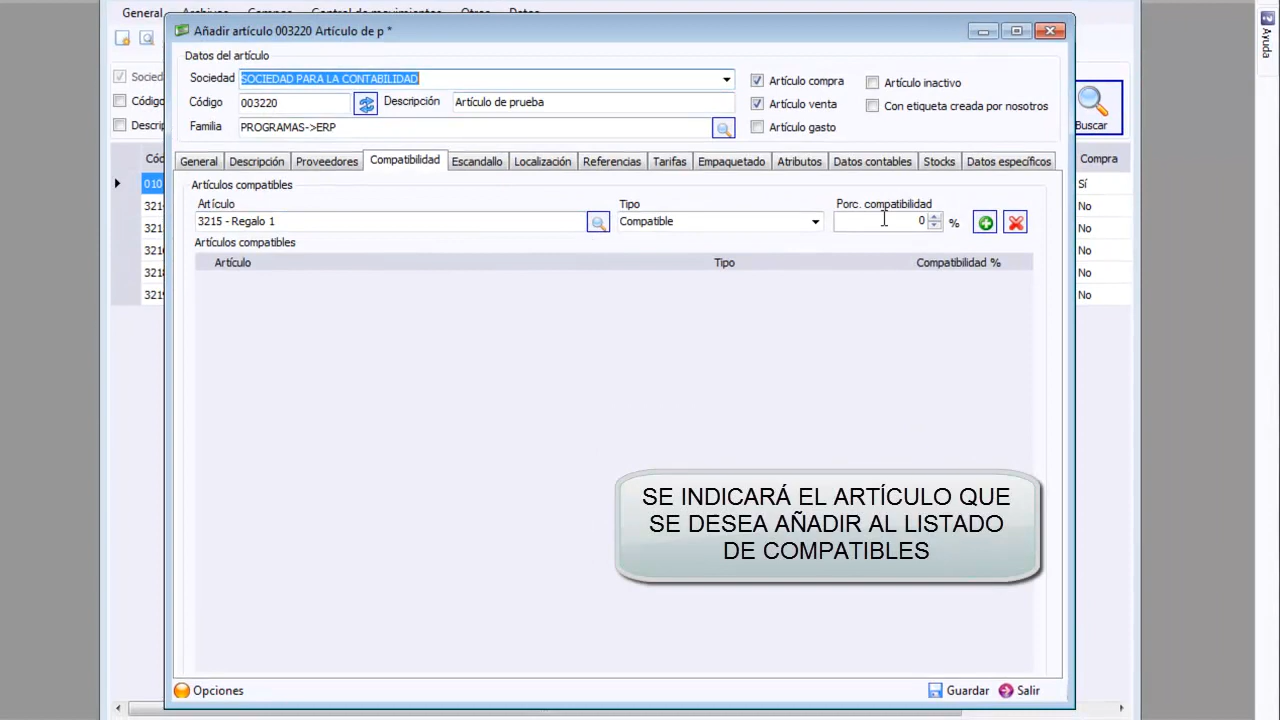 General
Añadir artículo 003220 Artículo de p *
Datos del artículo
Sociedad SOCIEDAD PARA LA CONTABILIDAD
Código 003220 Descripción Artículo de prueba
Familia PROGRAMAS->ERP
Artículo compra
Artículo venta
Artículo gasto
Artículo inactivo
Con etiqueta creada por nosotros
Ayuda
Buscar
Compra
Sí
No
No
No
No
No
General Descripción Proveedores Compatibilidad Escandallo Localización Referencias Tarifas Empaquetado Atributos Datos contables Stocks Datos específicos
Artículos compatibles
Artículo Tipo Porc. compatibilidad
3215 - Regalo 1 Compatible 0 %
Artículos compatibles
Artículo Tipo Compatibilidad %
SE INDICARÁ EL ARTÍCULO QUE
SE DESEA AÑADIR AL LISTADO
DE COMPATIBLES
Opciones Guardar Salir